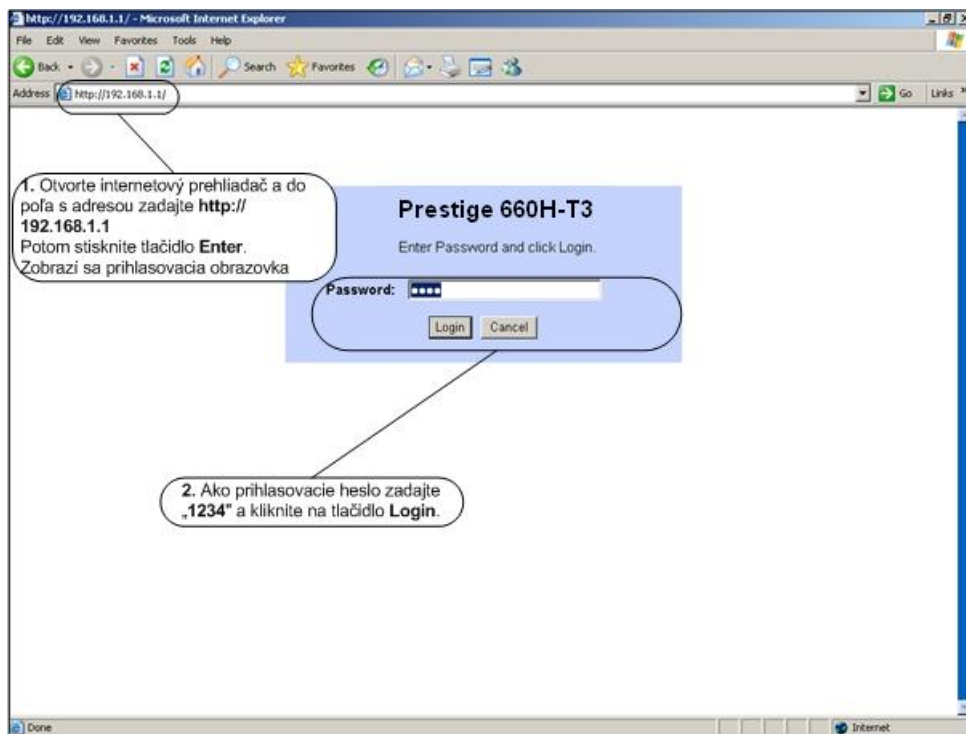 http://192.168.1.1/ - Microsoft Internet Explorer
File Edit View Favorites Tools Help
Back Search Favorites
Address http://192.168.1.1/ Go Links »
1. Otvorte internetový prehliadač a do
poľa s adresou zadajte http://
192.168.1.1
Potom stisknite tlačidlo Enter.
Zobrazí sa prihlasovacia obrazovka
Prestige 660H-T3
Enter Password and click Login.
Password: ••••
Login Cancel
2. Ako prihlasovacie heslo zadajte
„1234" a kliknite na tlačidlo Login.
Done Internet